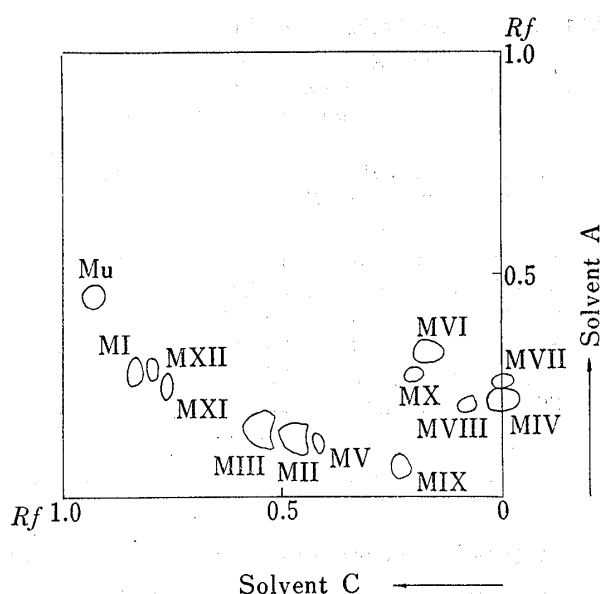 Rf
1.0
0.5
Solvent A
Mu
MI
MXII
MXI
MVI
MVII
MX
MVIII
MIV
MIII
MII
MV
MIX
Rf 1.0
0.5
0
Solvent C